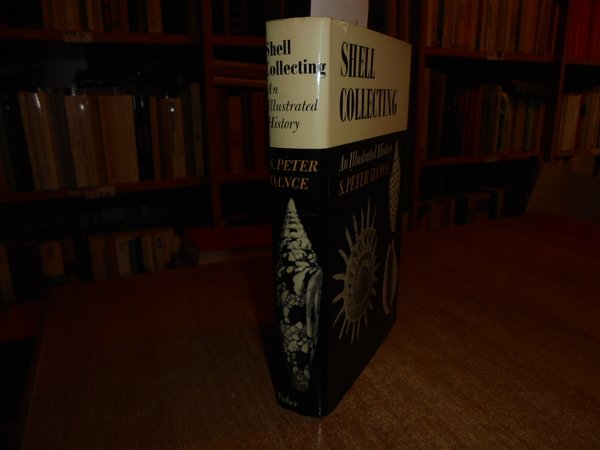 Shell
Collecting
An
Illustrated
History
S. PETER
DANCE
Faber
SHELL
COLLECTING
An Illustrated History
S. PETER DANCE